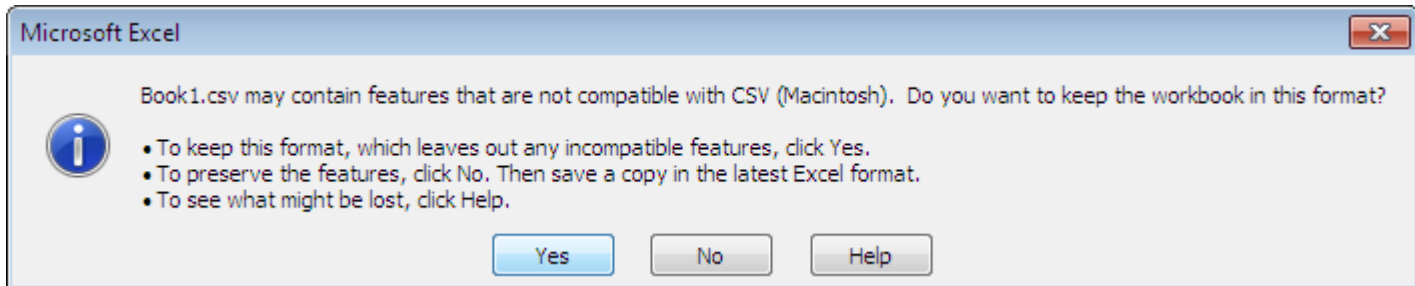 Microsoft Excel
Book1.csv may contain features that are not compatible with CSV (Macintosh).  Do you want to keep the workbook in this format?
• To keep this format, which leaves out any incompatible features, click Yes.
• To preserve the features, click No. Then save a copy in the latest Excel format.
• To see what might be lost, click Help.
Yes No Help